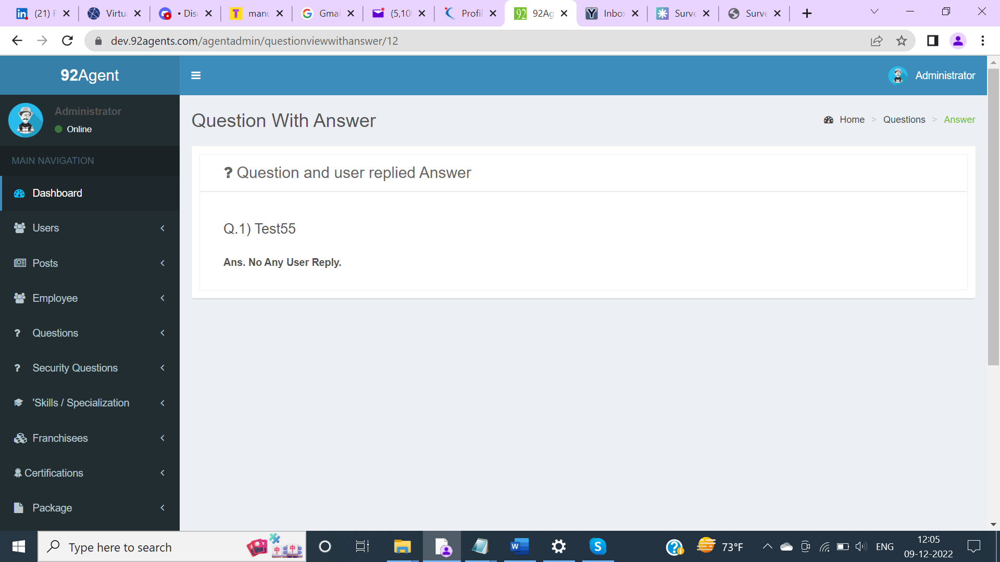 (21) F
Virtu
• Disc
T
manu
Gmai
(5,10
Profil
92
92Ag
Y
Inbo
Surve
Surve
dev.92agents.com/agentadmin/questionviewwithanswer/12
92Agent
Administrator
Administrator
Online
Question With Answer
Home > Questions > Answer
MAIN NAVIGATION
? Question and user replied Answer
Dashboard
Users
Q.1) Test55
Posts
Ans. No Any User Reply.
Employee
? Questions
? Security Questions
'Skills / Specialization
Franchisees
Certifications
Package
Type here to search
73°F
ENG
12:05
09-12-2022